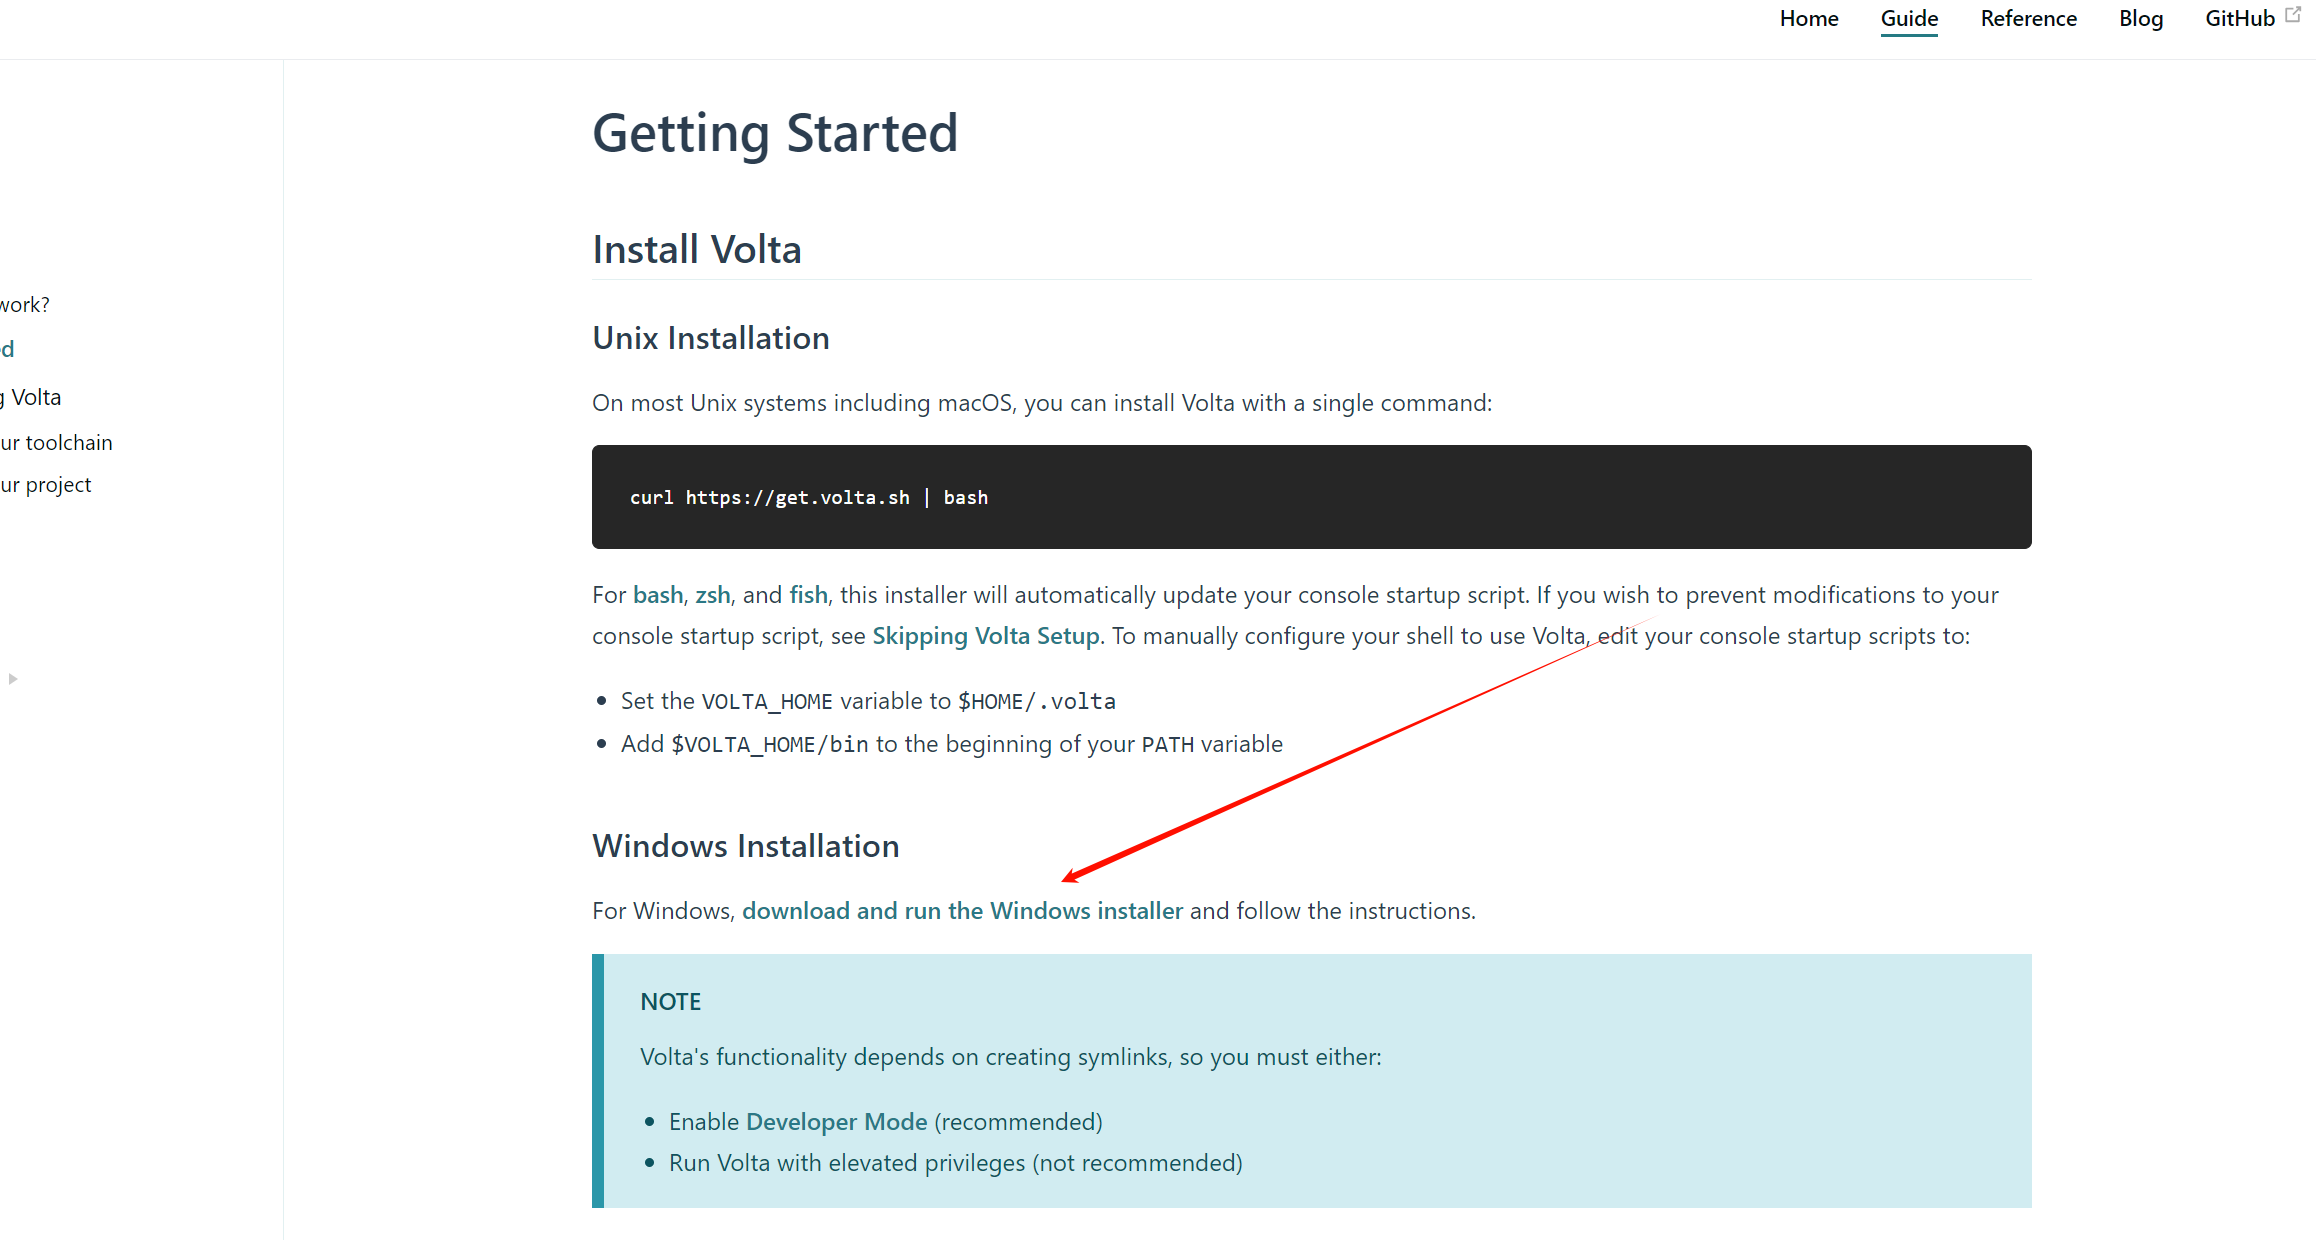 Home Guide Reference Blog GitHub
work?
ed
g Volta
ur toolchain
ur project
Getting Started
Install Volta
Unix Installation
On most Unix systems including macOS, you can install Volta with a single command:
curl https://get.volta.sh | bash
For bash, zsh, and fish, this installer will automatically update your console startup script. If you wish to prevent modifications to your
console startup script, see Skipping Volta Setup. To manually configure your shell to use Volta, edit your console startup scripts to:
• Set the VOLTA_HOME variable to $HOME/.volta
• Add $VOLTA_HOME/bin to the beginning of your PATH variable
Windows Installation
For Windows, download and run the Windows installer and follow the instructions.
NOTE
Volta's functionality depends on creating symlinks, so you must either:
• Enable Developer Mode (recommended)
• Run Volta with elevated privileges (not recommended)